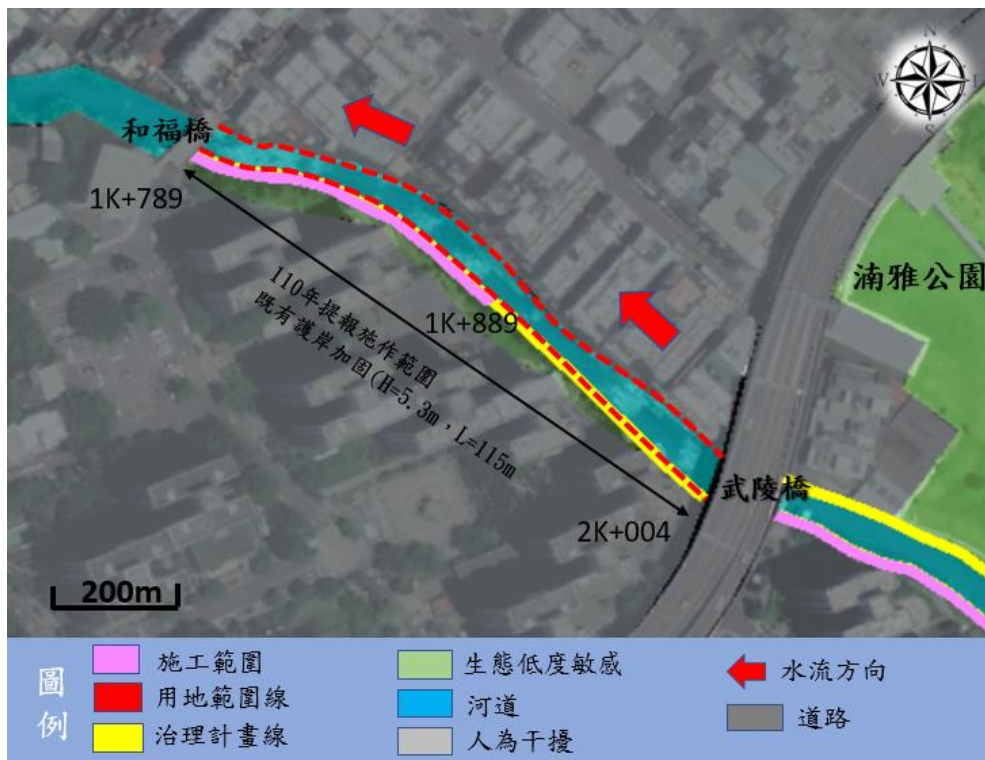 N
W
S
和福橋
1K+789
湳雅公園
110年提報施作範圍
既有護岸加固(H=5.3m,L=115m
1K+889
武陵橋
2K+004
200m
圖例
施工範圍
生態低度敏感
水流方向
用地範圍線
河道
道路
治理計畫線
人為干擾